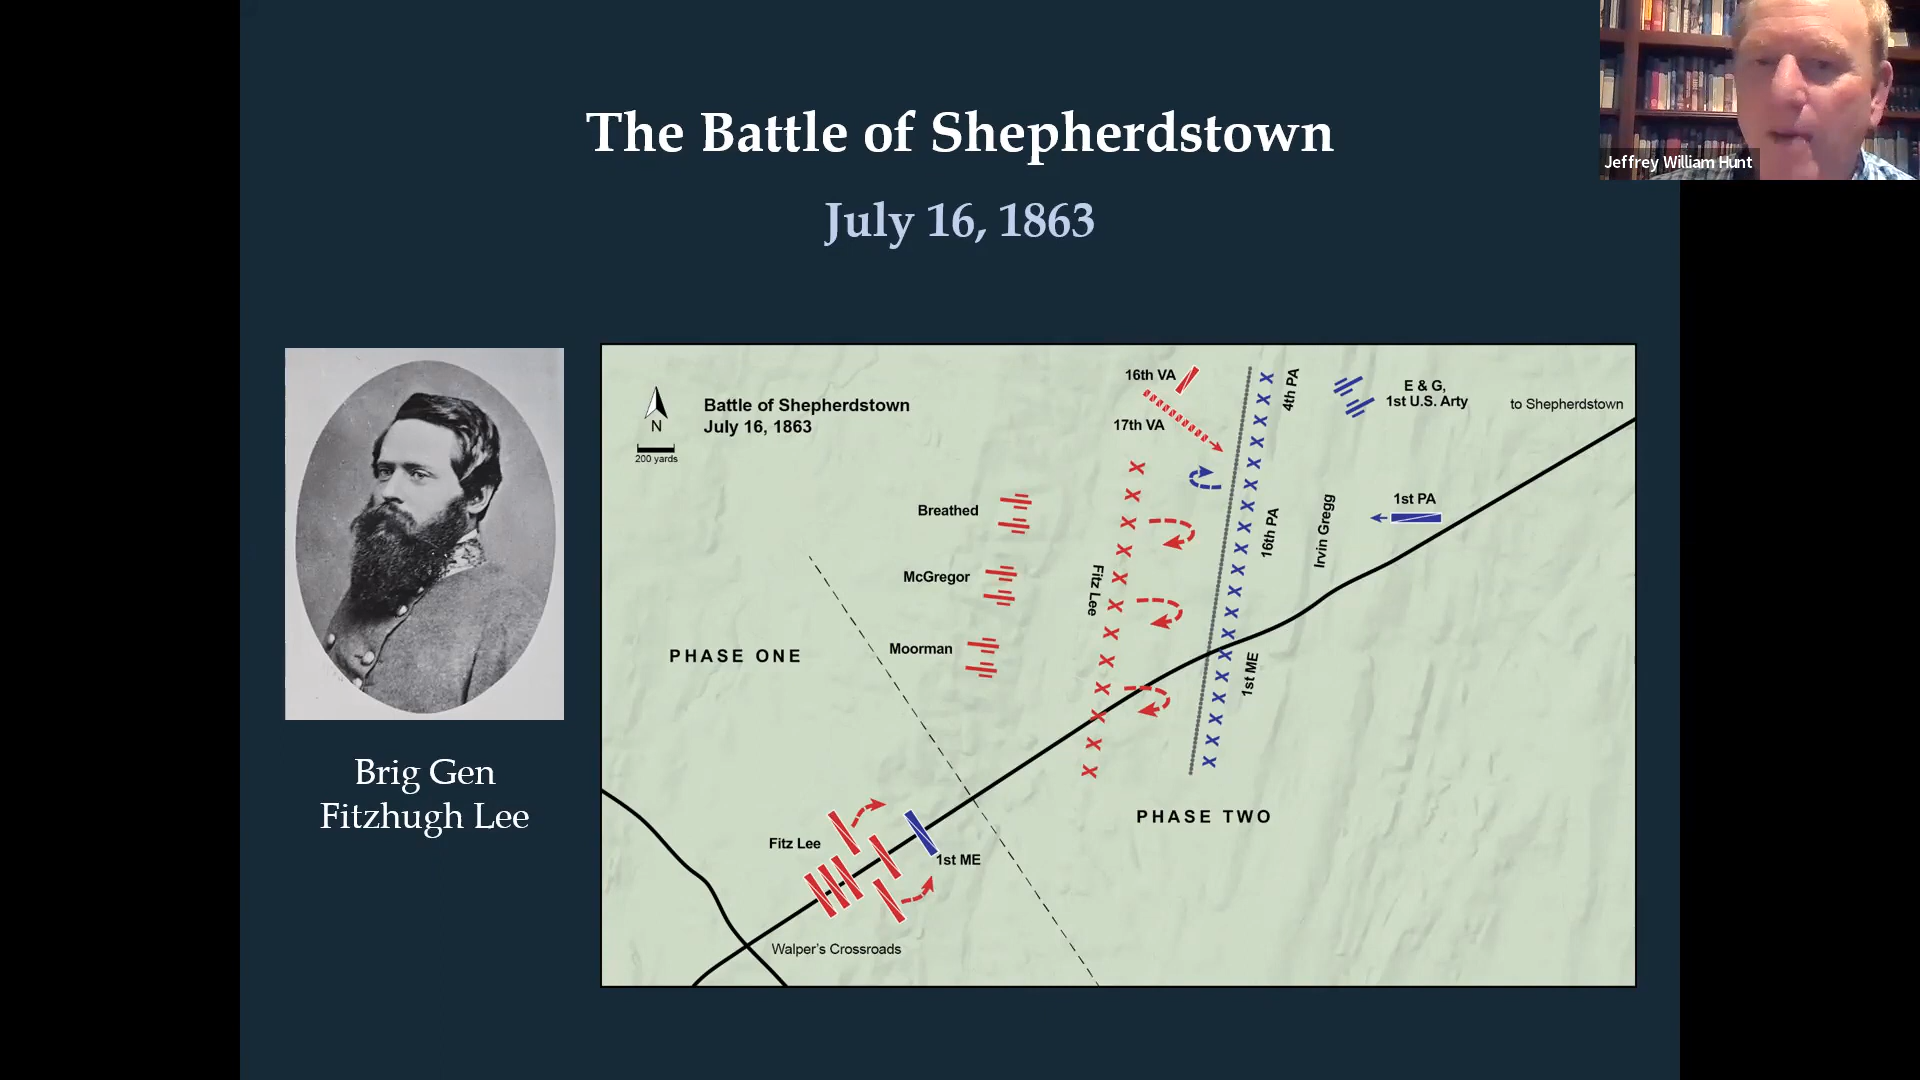 The Battle of Shepherdstown
July 16, 1863
Jeffrey William Hunt
Brig Gen
Fitzhugh Lee
Battle of Shepherdstown
July 16, 1863
N
200 yards
16th VA
17th VA
4th PA
E & G,
1st U.S. Arty
to Shepherdstown
1st PA
Breathed
McGregor
Moorman
Fitz Lee
16th PA
Irvin Gregg
1st ME
PHASE ONE
PHASE TWO
Fitz Lee
1st ME
Walper's Crossroads